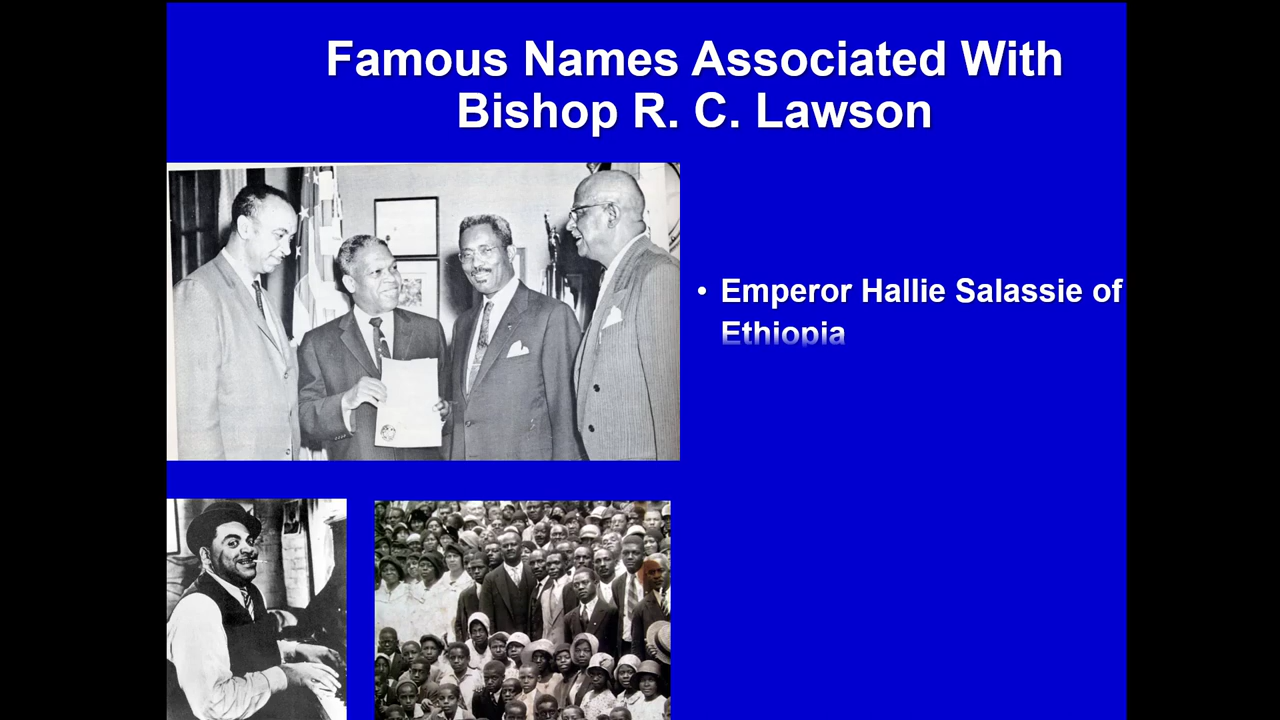 Famous Names Associated With
Bishop R. C. Lawson
• Emperor Hallie Salassie of
Ethiopia